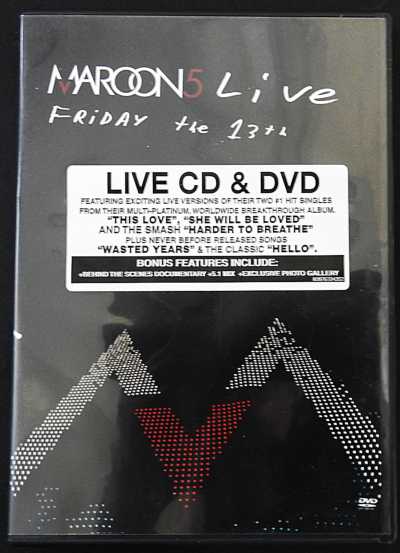 MAROON5 Live
FRiDAY the 13th
LIVE CD & DVD
FEATURING EXCITING LIVE VERSIONS OF THEIR TWO #1 HIT SINGLES
FROM THEIR MULTI-PLATINUM, WORLDWIDE BREAKTHROUGH ALBUM.
"THIS LOVE", "SHE WILL BE LOVED"
AND THE SMASH "HARDER TO BREATHE"
PLUS NEVER BEFORE RELEASED SONGS
"WASTED YEARS" & THE CLASSIC "HELLO".
BONUS FEATURES INCLUDE:
+BEHIND THE SCENES DOCUMENTARY +5.1 MIX +EXCLUSIVE PHOTO GALLERY
DVD